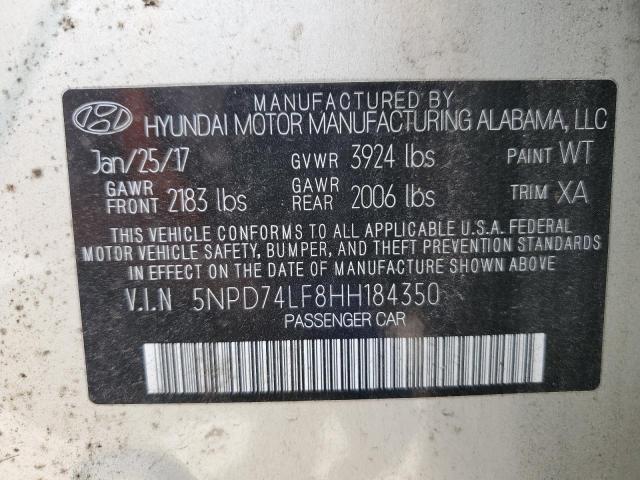 MANUFACTURED BY
HYUNDAI MOTOR MANUFACTURING ALABAMA, LLC
Jan/25/17 GVWR 3924 lbs PAINT WT
GAWR FRONT 2183 lbs GAWR REAR 2006 lbs TRIM XA
THIS VEHICLE CONFORMS TO ALL APPLICABLE U.S.A. FEDERAL
MOTOR VEHICLE SAFETY, BUMPER, AND THEFT PREVENTION STANDARDS
IN EFFECT ON THE DATE OF MANUFACTURE SHOWN ABOVE
V.I.N 5NPD74LF8HH184350
PASSENGER CAR